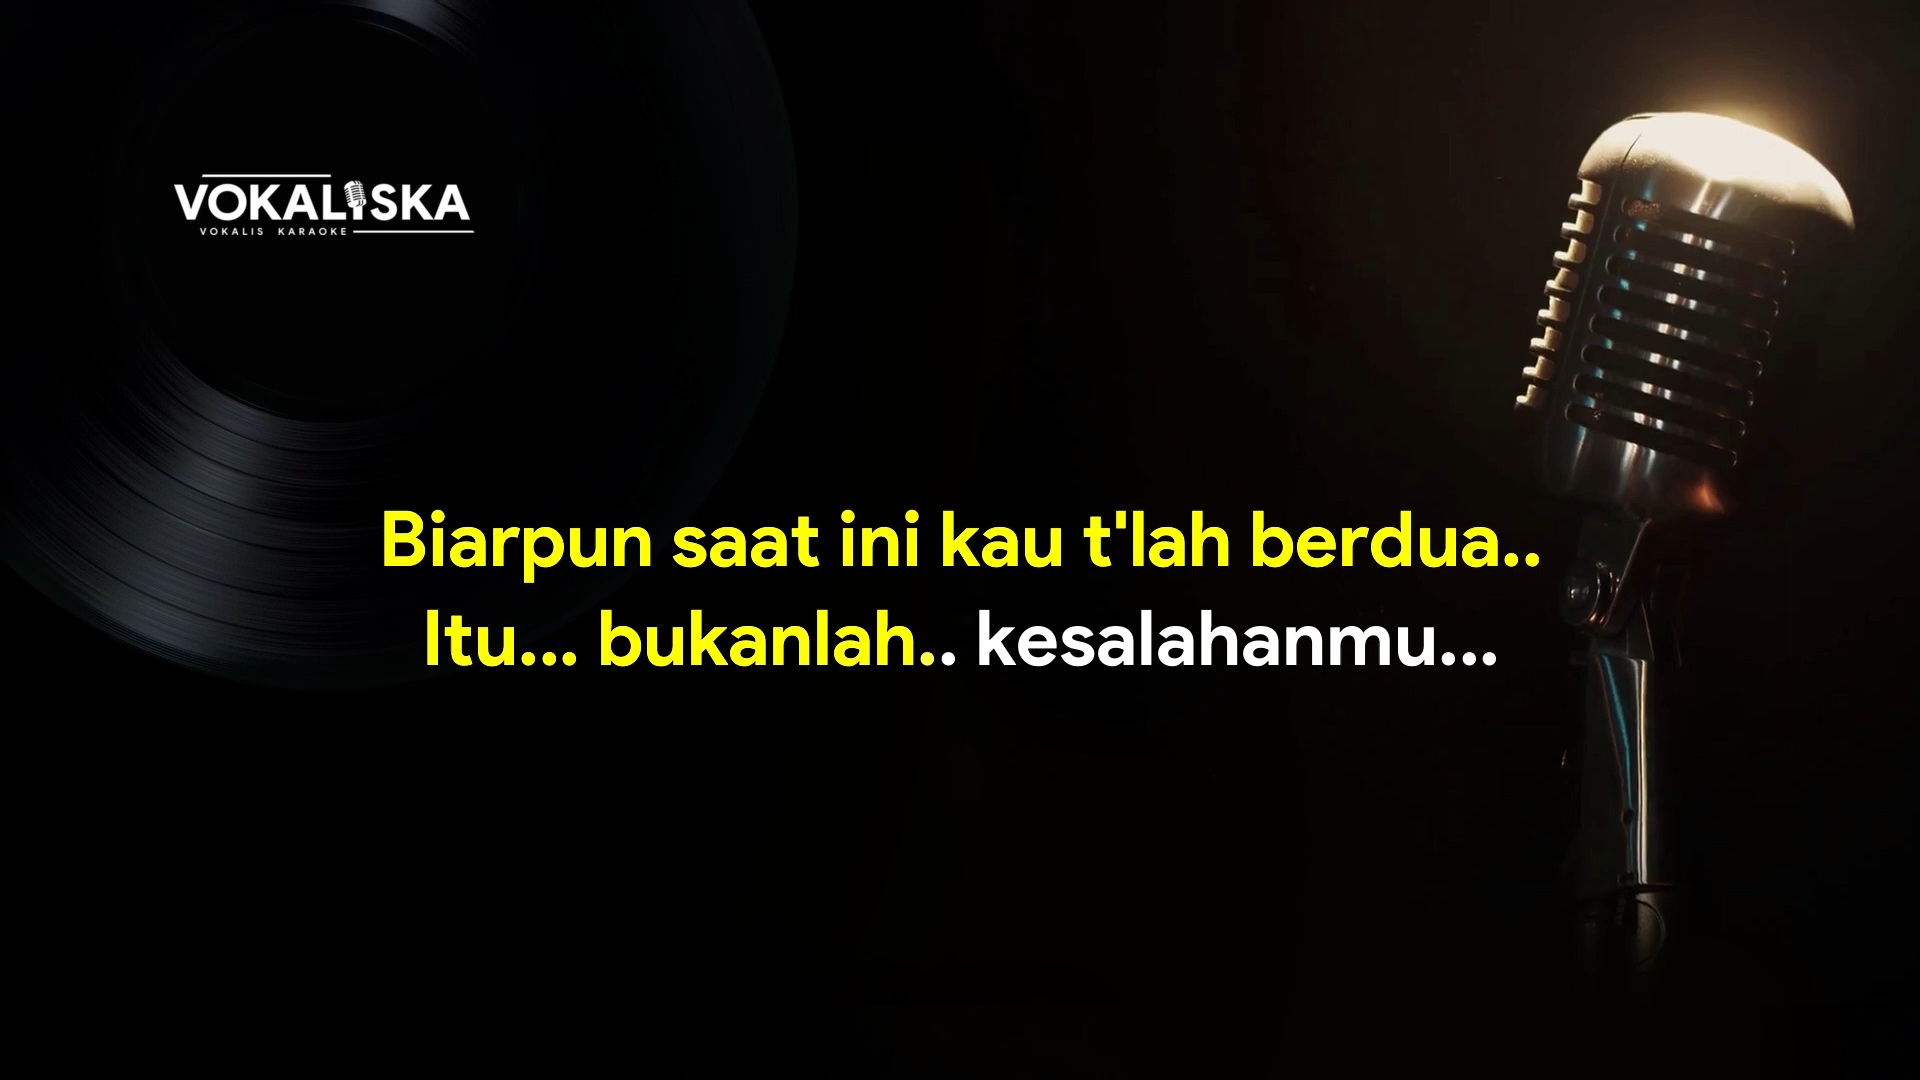 VOKALISKA
VOKALIS KARAOKE
Biarpun saat ini kau t'lah berdua..
Itu... bukanlah.. kesalahanmu...